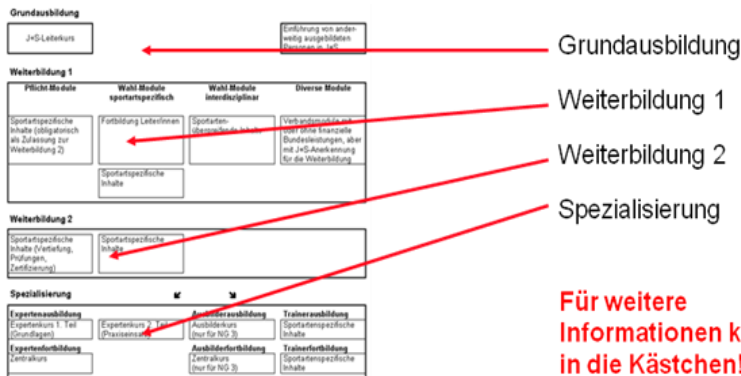 Grundausbildung
J+S-Leiterkurs
Einführung von ander-
weitig ausgebildeten
Personen in J+S
Weiterbildung 1
Pflicht-Module
Wahl-Module
sportartspezifisch
Wahl-Module
interdisziplinär
Diverse Module
Sportartspezifische
Inhalte (obligatorisch
als Zulassung zur
Weiterbildung 2)
Fortbildung Leiter/innen
Sportarten-
übergreifende Inhalte
Verbandsmodule mit
oder ohne finanzielle
Bundesleistungen, aber
mit J+S-Anerkennung
für die Weiterbildung
Sportartspezifische
Inhalte
Weiterbildung 2
Sportartspezifische
Inhalte (Vertiefung,
Prüfungen,
Zertifizierung)
Sportartspezifische
Inhalte
Spezialisierung
Expertenausbildung
Expertenkurs 1. Teil
(Grundlagen)
Expertenkurs 2. Teil
(Praxiseinsatz)
Ausbilderausbildung
Ausbilderkurs
(nur für NG 3)
Trainerausbildung
Sportartspezifische
Inhalte
Expertenfortbildung
Zentralkurs
Ausbilderfortbildung
Zentralkurs
(nur für NG 3)
Trainerfortbildung
Sportartenspezifische
Inhalte
Grundausbildung
Weiterbildung 1
Weiterbildung 2
Spezialisierung
Für weitere
Informationen k
in die Kästchen!